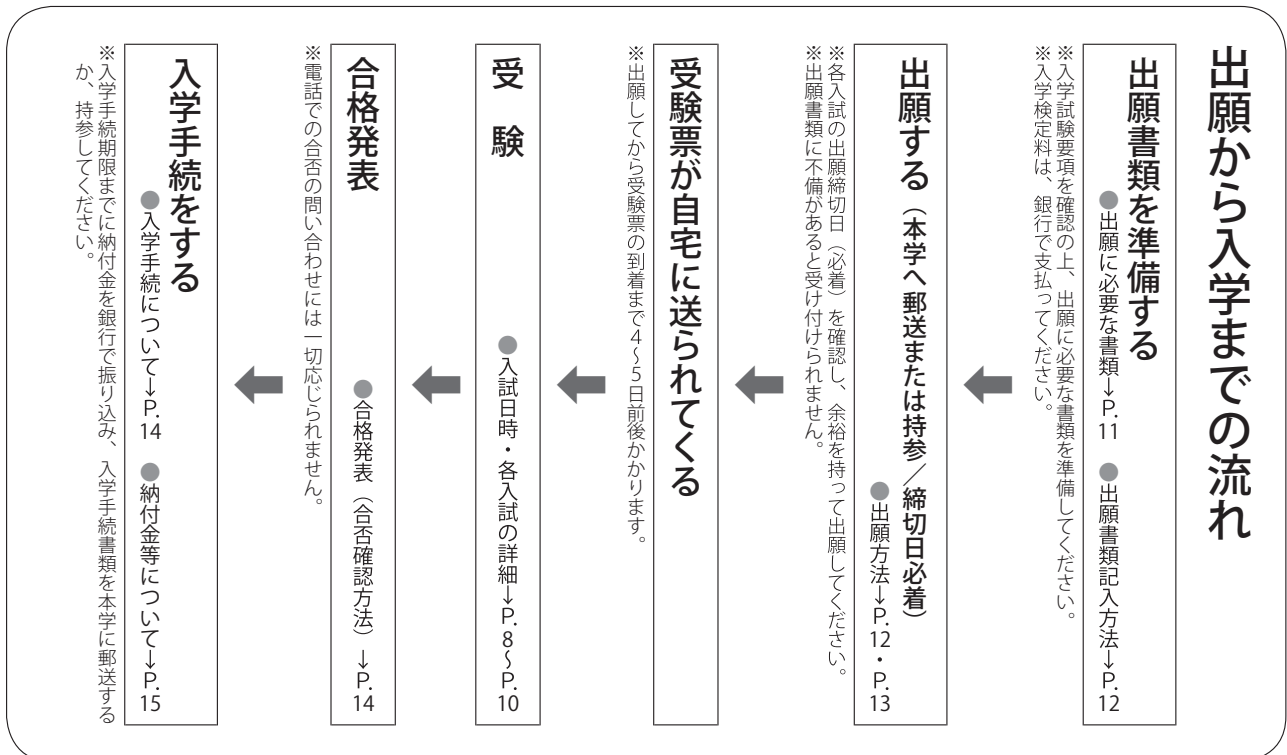 出願から入学までの流れ
出願書類を準備する
●出願に必要な書類→P.11　●出願書類記入方法→P.12
※入学試験要項を確認の上、出願に必要な書類を準備してください。
※入学検定料は、銀行で支払ってください。
出願する（本学へ郵送または持参／締切日必着）
●出願方法→P.12・P.13
※各入試の出願締切日（必着）を確認し、余裕を持って出願してください。
※出願書類に不備があると受け付けられません。
受験票が自宅に送られてくる
※出願してから受験票の到着まで4〜5日前後かかります。
受　験
●入試日時・各入試の詳細→P.8〜P.10
合格発表
●合格発表（合否確認方法）→P.14
※電話での合否の問い合わせには一切応じられません。
入学手続をする
●入学手続について→P.14　●納付金等について→P.15
※入学手続期限までに納付金を銀行で振り込み、入学手続書類を本学に郵送する
か、持参してください。